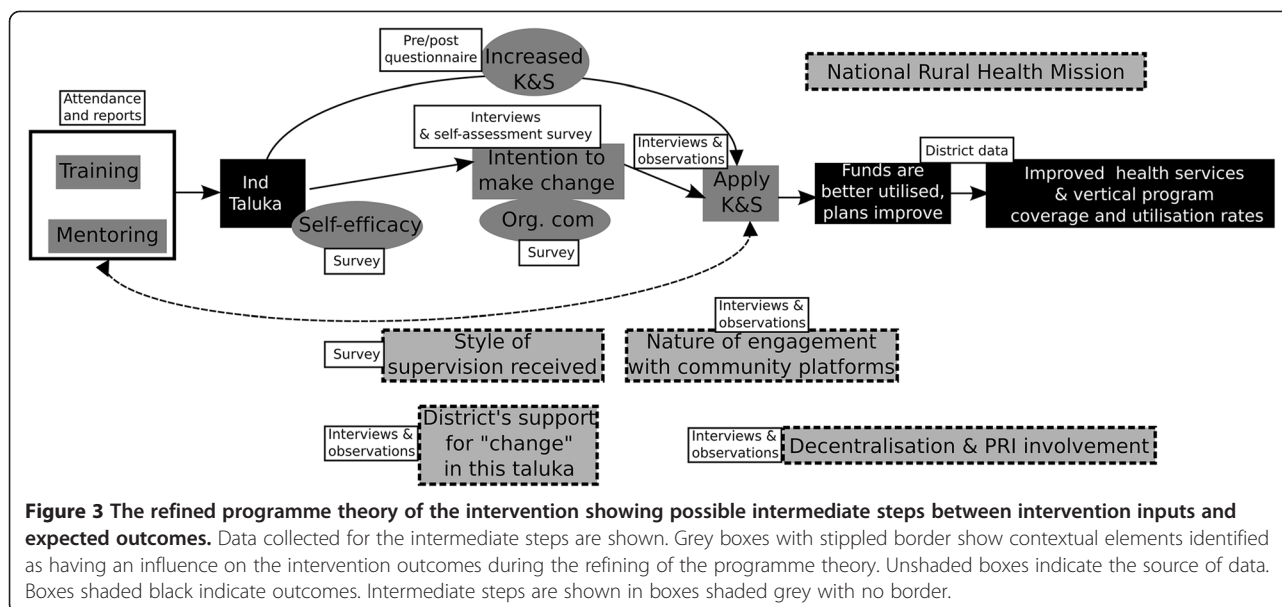 Pre/post
questionnaire
Increased
K&S
National Rural Health Mission
Attendance
and reports
Training
Mentoring
Ind
Taluka
Self-efficacy
Survey
Interviews
& self-assessment survey
Intention to
make change
Org. com
Survey
Interviews &
observations
Apply
K&S
Funds are
better utilised,
plans improve
District data
Improved health services
& vertical program
coverage and utilisation rates
Survey
Style of
supervision received
Interviews &
observations
Nature of engagement
with community platforms
Interviews &
observations
District's support
for "change"
in this taluka
Interviews &
observations
Decentralisation & PRI involvement
Figure 3 The refined programme theory of the intervention showing possible intermediate steps between intervention inputs and
expected outcomes. Data collected for the intermediate steps are shown. Grey boxes with stippled border show contextual elements identified
as having an influence on the intervention outcomes during the refining of the programme theory. Unshaded boxes indicate the source of data.
Boxes shaded black indicate outcomes. Intermediate steps are shown in boxes shaded grey with no border.